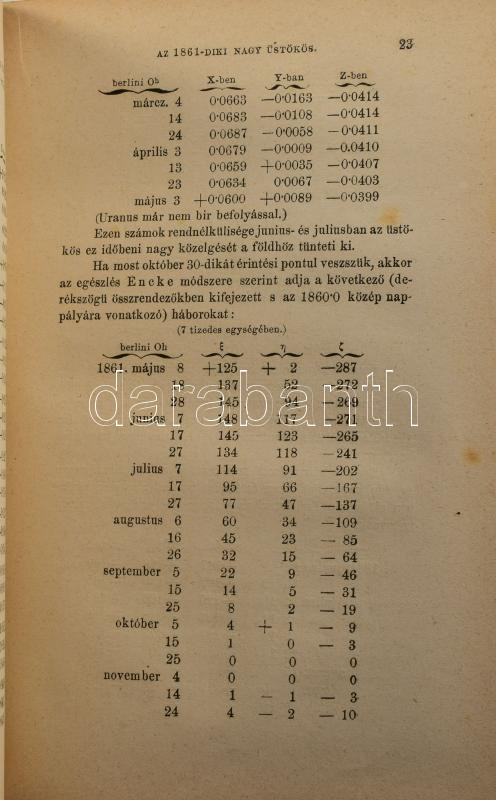 AZ 1861-DIKI NAGY ÜSTÖKÖS. 23
berlini Oh X-ben Y-ban Z-ben
márcz. 4 0·0663 —0·0163 —0·0414
14 0·0683 —0·0108 —0·0414
24 0·0687 —0·0058 —0·0411
április 3 0·0679 —0·0009 —0.0410
13 0·0659 +0·0035 —0·0407
23 0·0634 0·0067 —0·0403
május 3 +0·0600 +0·0089 —0·0399
(Uranus már nem bir befolyással.)
Ezen számok rendnélkülisége junius- és juliusban az üstö-
kös ez időbeni nagy közelgését a földhöz tünteti ki.
Ha most október 30-dikát érintési pontul veszszük, akkor
az egészlés Encke módszere szerint adja a következő (de-
rékszögű összrendezőkben kifejezett s az 1860·0 közép nap-
pályára vonatkozó) háborokat:
(7 tizedes egységében.)
berlini Oh ξ η ζ
1861. május 8 +125 + 2 —287
18 137 52 —272
28 145 94 —269
junius 7 148 117 —271
17 145 123 —265
27 134 118 —241
julius 7 114 91 —202
17 95 66 —167
27 77 47 —137
augustus 6 60 34 —109
16 45 23 — 85
26 32 15 — 64
september 5 22 9 — 46
15 14 5 — 31
25 8 2 — 19
október 5 4 + 1 — 9
15 1 0 — 3
25 0 0 0
november 4 0 0 0
14 1 — 1 — 3
24 4 — 2 — 10
darabanth